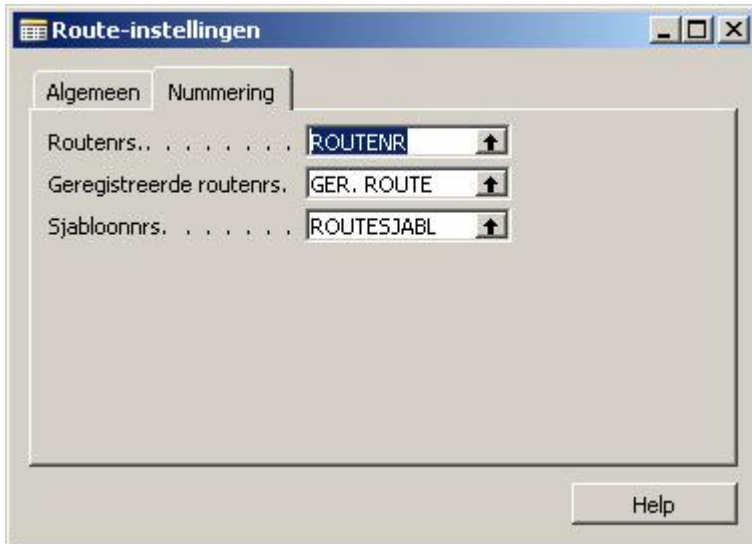 Route-instellingen
Algemeen Nummering
Routenrs.. . . . . . . ROUTENR
Geregistreerde routenrs. GER. ROUTE
Sjabloonnrs. . . . . . . ROUTESJABL
Help